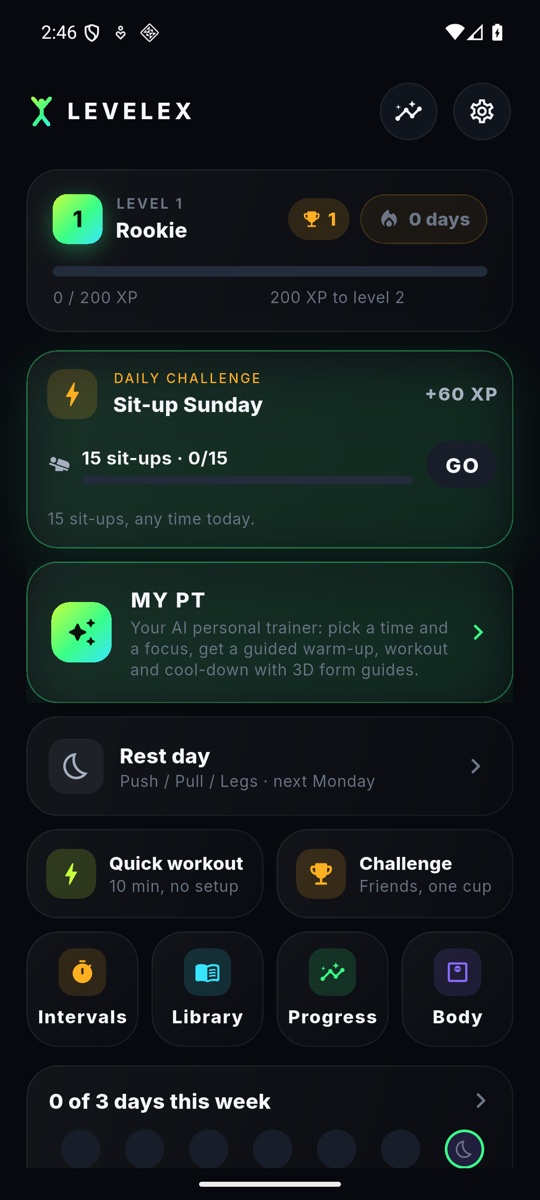 2:46
LEVELEX
1
LEVEL 1
Rookie
1
0 days
0 / 200 XP
200 XP to level 2
DAILY CHALLENGE
Sit-up Sunday
+60 XP
15 sit-ups · 0/15
GO
15 sit-ups, any time today.
MY PT
Your AI personal trainer: pick a time and
a focus, get a guided warm-up, workout
and cool-down with 3D form guides.
Rest day
Push / Pull / Legs · next Monday
Quick workout
10 min, no setup
Challenge
Friends, one cup
Intervals
Library
Progress
Body
0 of 3 days this week